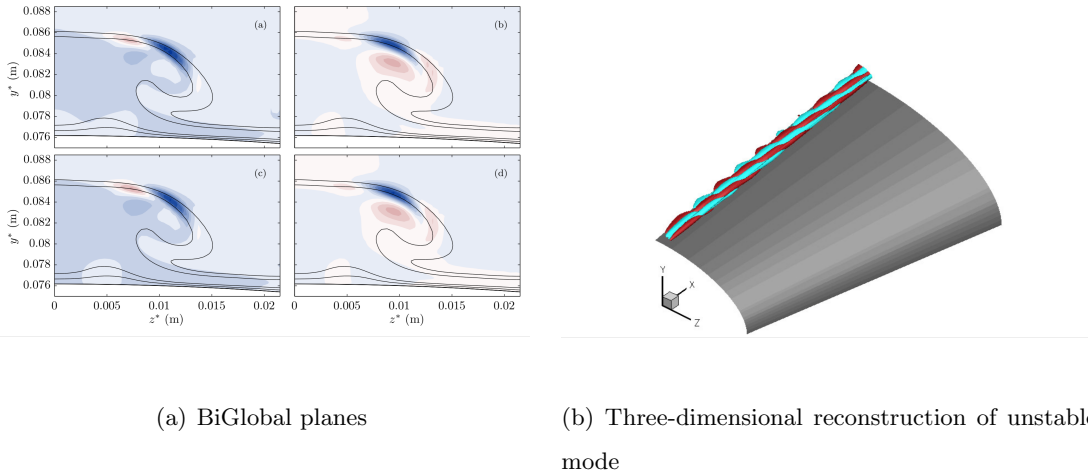 0.088
0.086
0.084
0.082
0.08
0.078
0.076
y* (m)
(a)
(b)
0.088
0.086
0.084
0.082
0.08
0.078
0.076
y* (m)
(c)
(d)
0 0.005 0.01 0.015 0.02
0 0.005 0.01 0.015 0.02
z* (m)
z* (m)
Y
X
Z
(a) BiGlobal planes
(b) Three-dimensional reconstruction of unstable
mode